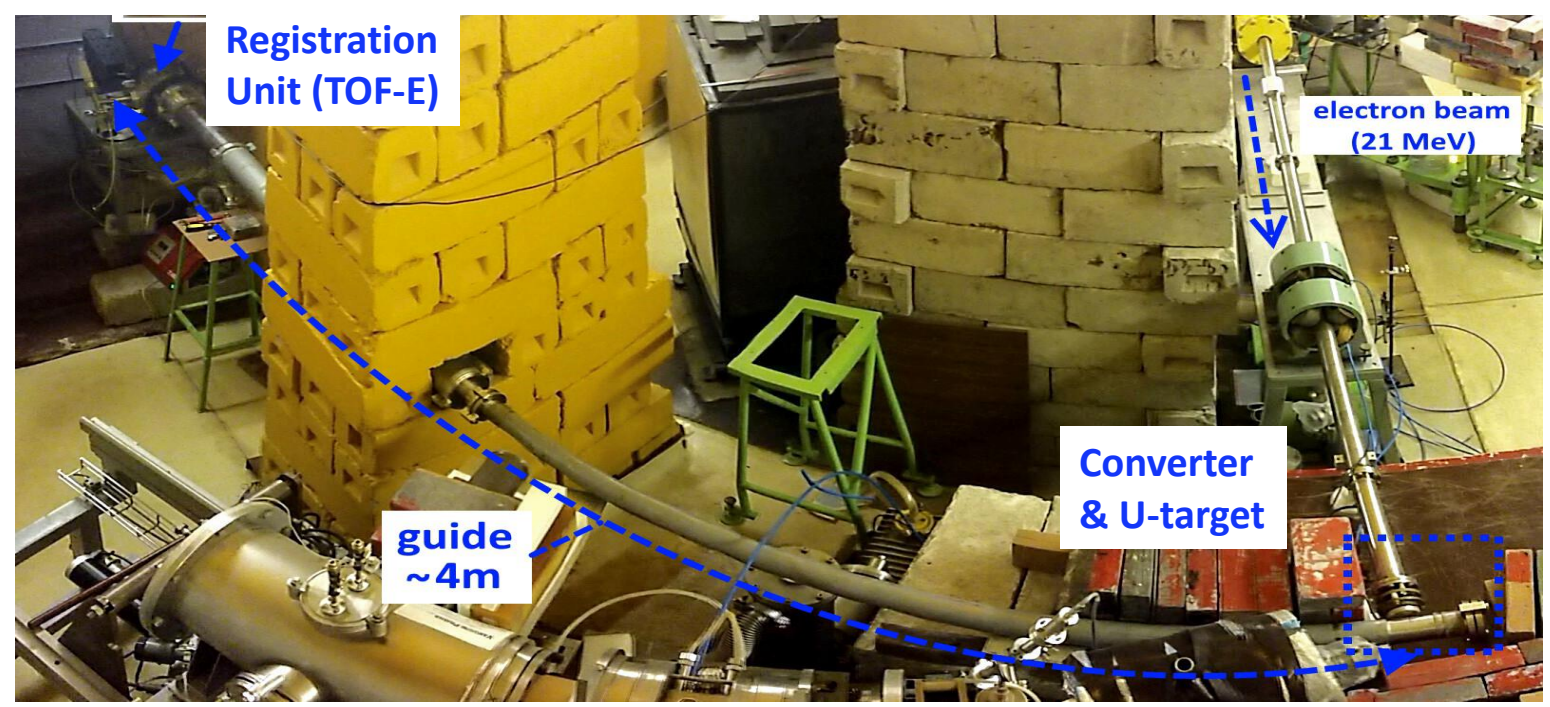 Registration
Unit (TOF-E)
electron beam
(21 MeV)
Converter
& U-target
guide
~4m